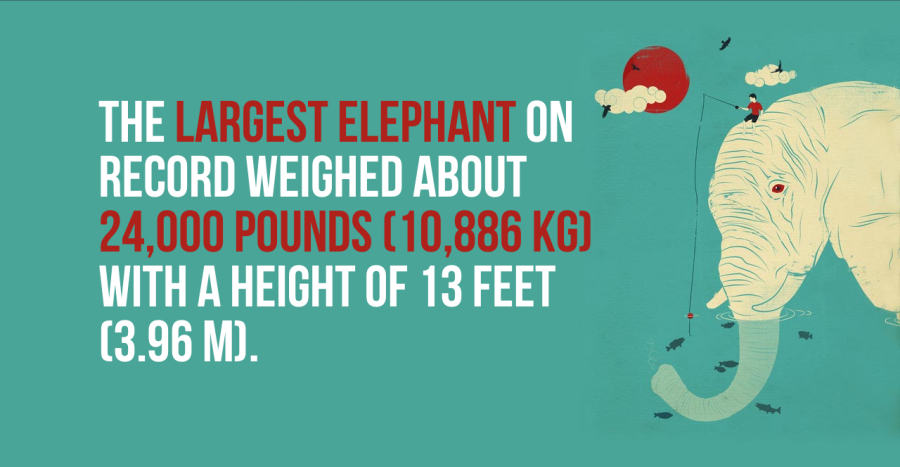 THE LARGEST ELEPHANT ON
RECORD WEIGHED ABOUT
24,000 POUNDS (10,886 KG)
WITH A HEIGHT OF 13 FEET
(3.96 M).